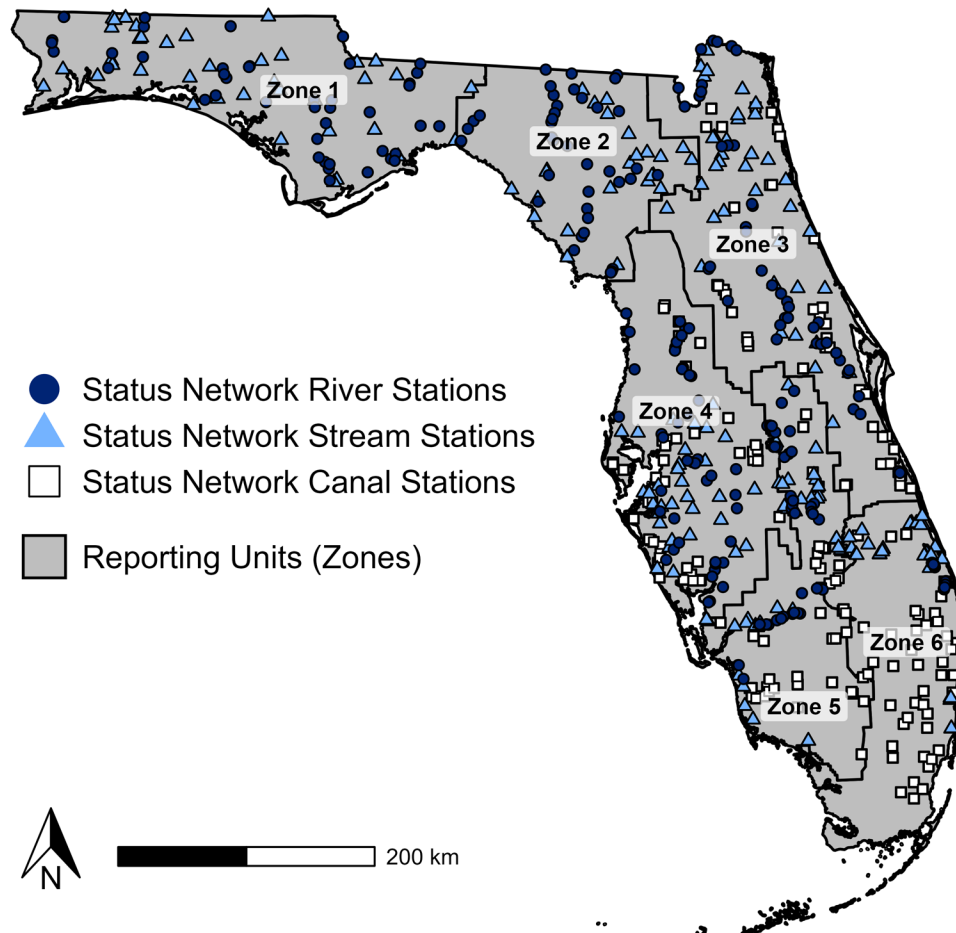 Zone 1
Zone 2
Zone 3
Status Network River Stations
Zone 4
Status Network Stream Stations
Status Network Canal Stations
Reporting Units (Zones)
Zone 6
Zone 5
200 km
N